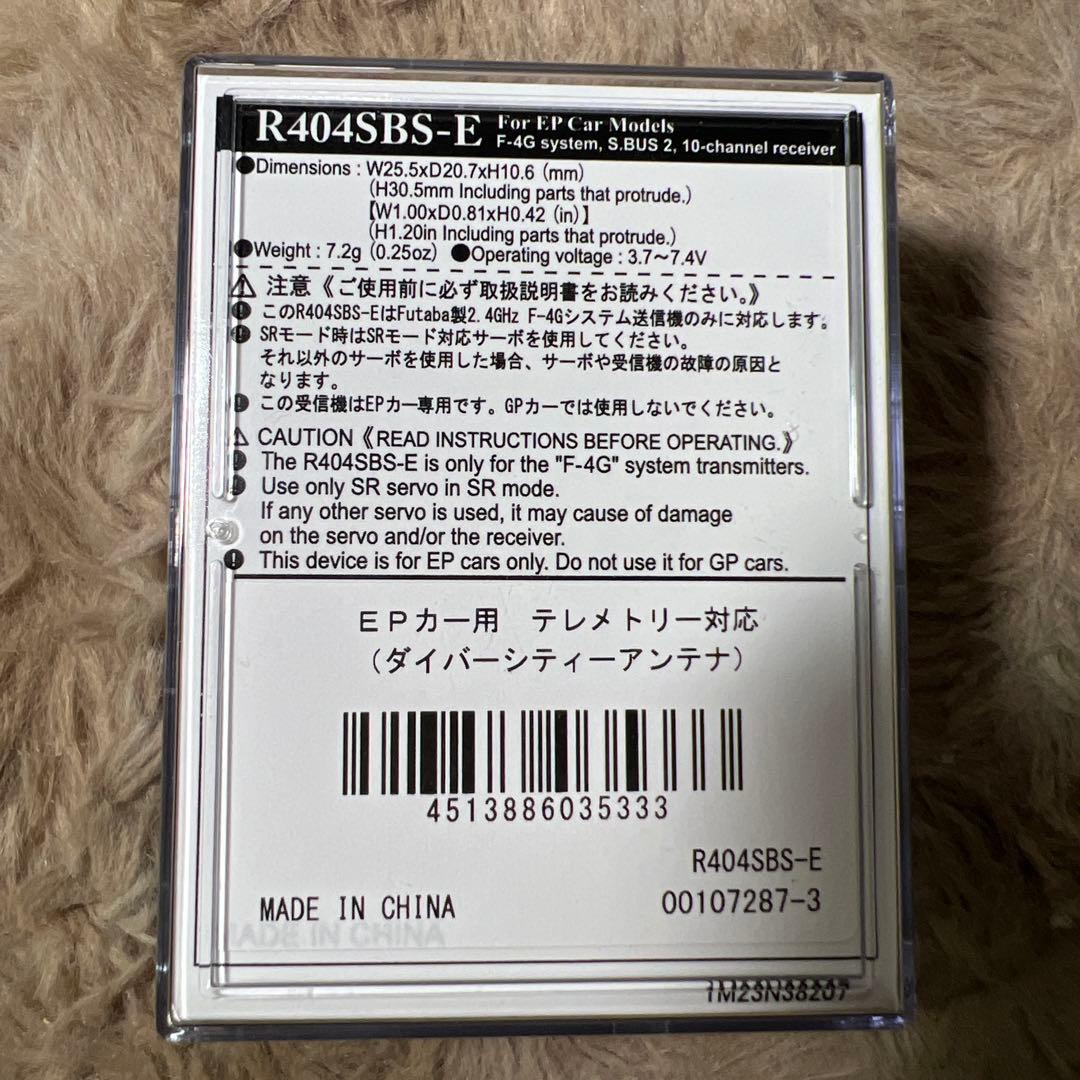 R404SBS-E For EP Car Models
F-4G system, S.BUS 2, 10-channel receiver
●Dimensions : W25.5xD20.7xH10.6 (mm)
(H30.5mm Including parts that protrude.)
【W1.00xD0.81xH0.42 (in)】
(H1.20in Including parts that protrude.)
●Weight : 7.2g (0.25oz) ●Operating voltage : 3.7～7.4V
⚠ 注意《ご使用前に必ず取扱説明書をお読みください。》
このR404SBS-EはFutaba製2.4GHz F-4Gシステム送信機のみに対応します。
SRモード時はSRモード対応サーボを使用してください。
それ以外のサーボを使用した場合、サーボや受信機の故障の原因と
なります。
この受信機はEPカー専用です。GPカーでは使用しないでください。
⚠ CAUTION《READ INSTRUCTIONS BEFORE OPERATING.》
The R404SBS-E is only for the "F-4G" system transmitters.
Use only SR servo in SR mode.
If any other servo is used, it may cause of damage
on the servo and/or the receiver.
This device is for EP cars only. Do not use it for GP cars.
ＥＰカー用　テレメトリー対応
（ダイバーシティーアンテナ）
4513886035333
R404SBS-E
MADE IN CHINA 00107287-3
MADE IN CHINA
1M23N38207